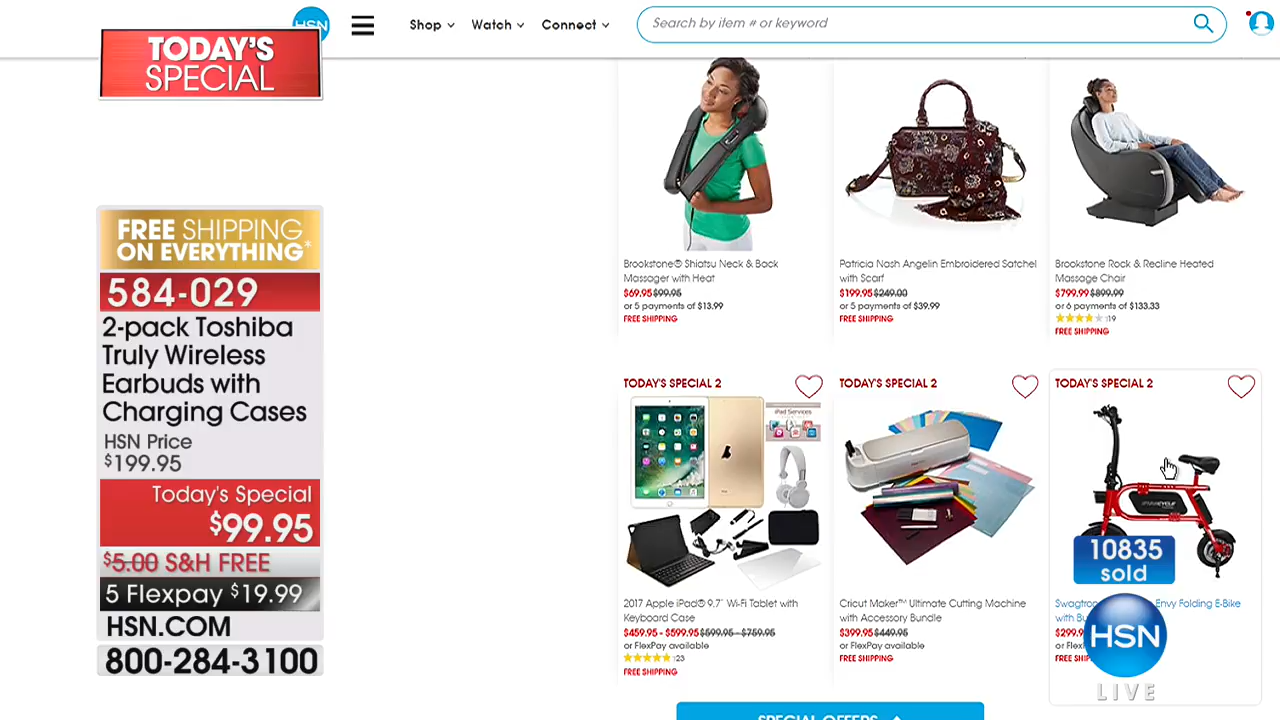 HSN
Shop
Watch
Connect
Search by item # or keyword
TODAY'S
SPECIAL
FREE SHIPPING
ON EVERYTHING*
584-029
2-pack Toshiba
Truly Wireless
Earbuds with
Charging Cases
HSN Price
$199.95
Today's Special
$99.95
$5.00 S&H FREE
5 Flexpay $19.99
HSN.COM
800-284-3100
Brookstone® Shiatsu Neck & Back
Massager with Heat
$69.95 $99.95
or 5 payments of $13.99
FREE SHIPPING
Patricia Nash Angelin Embroidered Satchel
with Scarf
$199.95 $249.00
or 5 payments of $39.99
FREE SHIPPING
Brookstone Rock & Recline Heated
Massage Chair
$799.99 $899.99
or 6 payments of $133.33
19
FREE SHIPPING
TODAY'S SPECIAL 2
iPad Services
2017 Apple iPad® 9.7" Wi-Fi Tablet with
Keyboard Case
$459.95 - $599.95 $599.95 - $759.95
or FlexPay available
23
FREE SHIPPING
TODAY'S SPECIAL 2
Cricut Maker™ Ultimate Cutting Machine
with Accessory Bundle
$399.95 $449.95
or FlexPay available
FREE SHIPPING
TODAY'S SPECIAL 2
10835
sold
Envy Folding E-Bike
with
HSN
LIVE
SPECIAL OFFERS